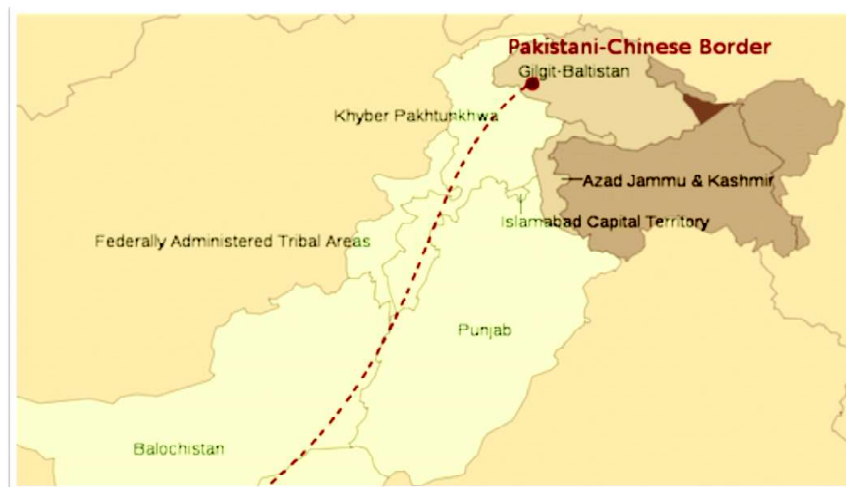 Pakistani-Chinese Border
Gilgit-Baltistan
Khyber Pakhtunkhwa
Azad Jammu & Kashmir
Islamabad Capital Territory
Federally Administered Tribal Areas
Punjab
Balochistan